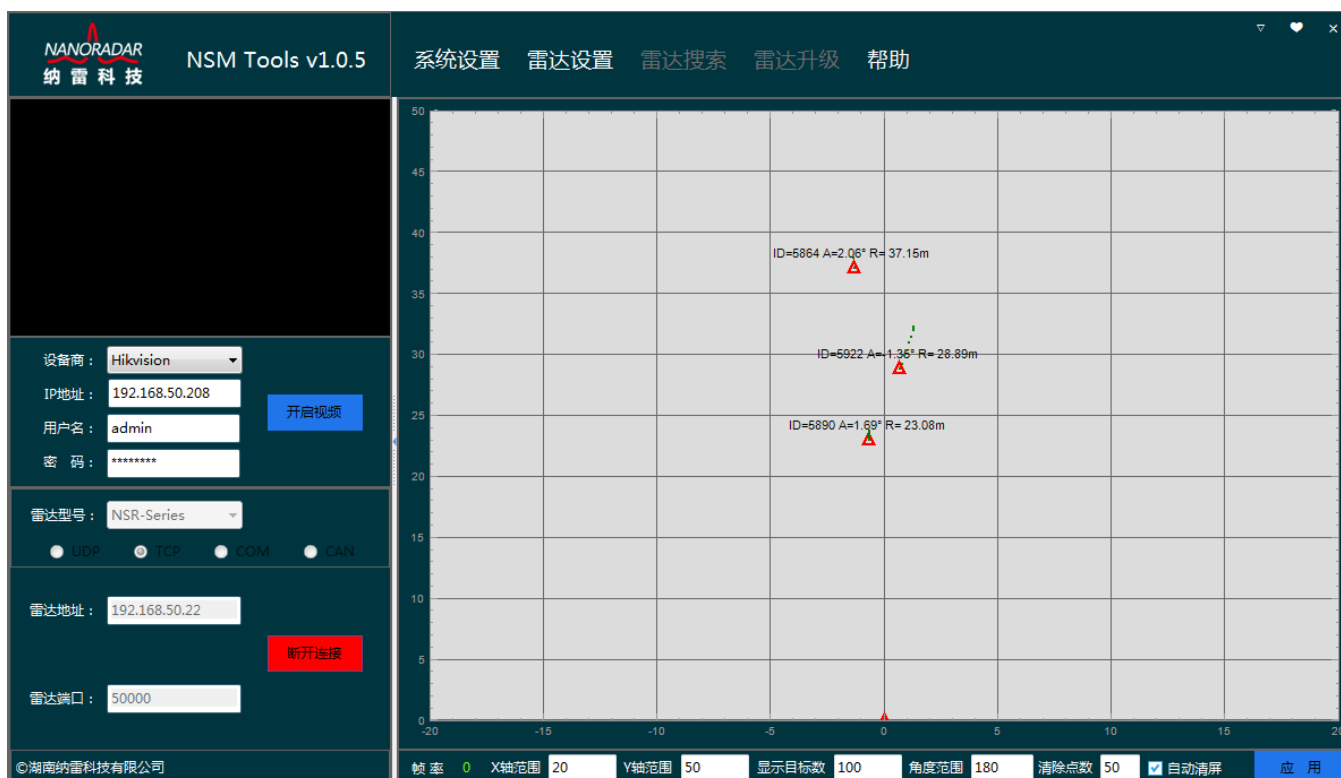 NANORADAR
纳雷科技
NSM Tools v1.0.5
系统设置 雷达设置 雷达搜索 雷达升级 帮助
设备商： Hikvision
IP地址： 192.168.50.208
开启视频
用户名： admin
密 码： ********
雷达型号： NSR-Series
UDP TCP COM CAN
雷达地址： 192.168.50.22
断开连接
雷达端口： 50000
©湖南纳雷科技有限公司
50
45
40
35
30
25
20
15
10
5
0
ID=5864 A=2.06° R= 37.15m
ID=5922 A=-1.35° R= 28.89m
ID=5890 A=1.69° R= 23.08m
-20 -15 -10 -5 0 5 10 15 20
帧率 0 X轴范围 20 Y轴范围 50 显示目标数 100 角度范围 180 清除点数 50 自动清屏 应 用